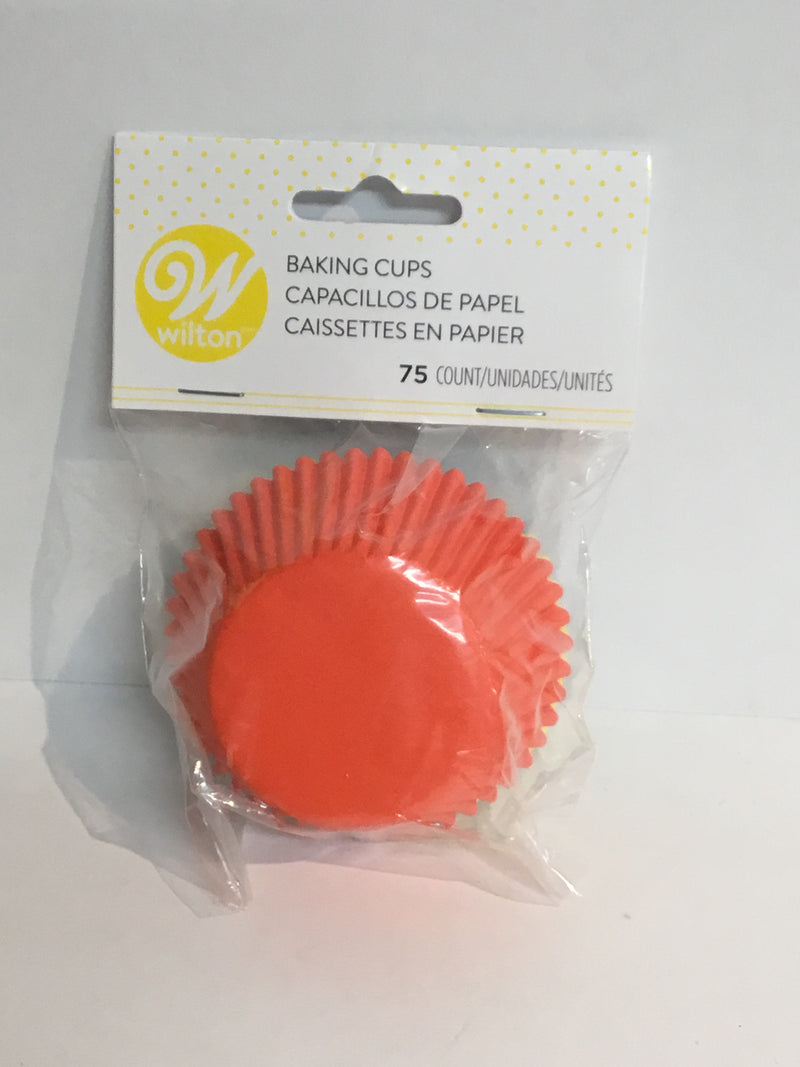 wilton
BAKING CUPS
CAPACILLOS DE PAPEL
CAISSETTES EN PAPIER
75 COUNT/UNIDADES/UNITÉS